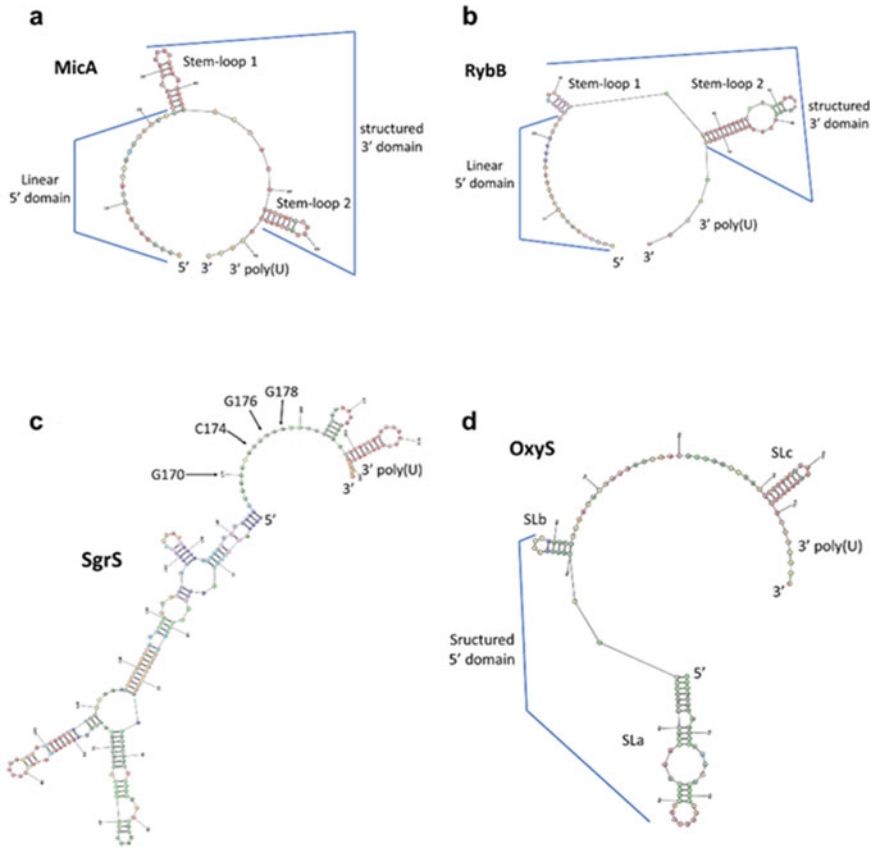 a
MicA
Stem-loop 1
Linear
5' domain
structured
3' domain
Stem-loop 2
5'
3'
3' poly(U)
b
RybB
Stem-loop 1
Stem-loop 2
structured
3' domain
Linear
5' domain
3' poly(U)
5'
3'
c
G178
G176
C174
G170
3' poly(U)
3'
5'
SgrS
d
OxyS
SLc
SLb
3' poly(U)
3'
Sructured
5' domain
5'
SLa